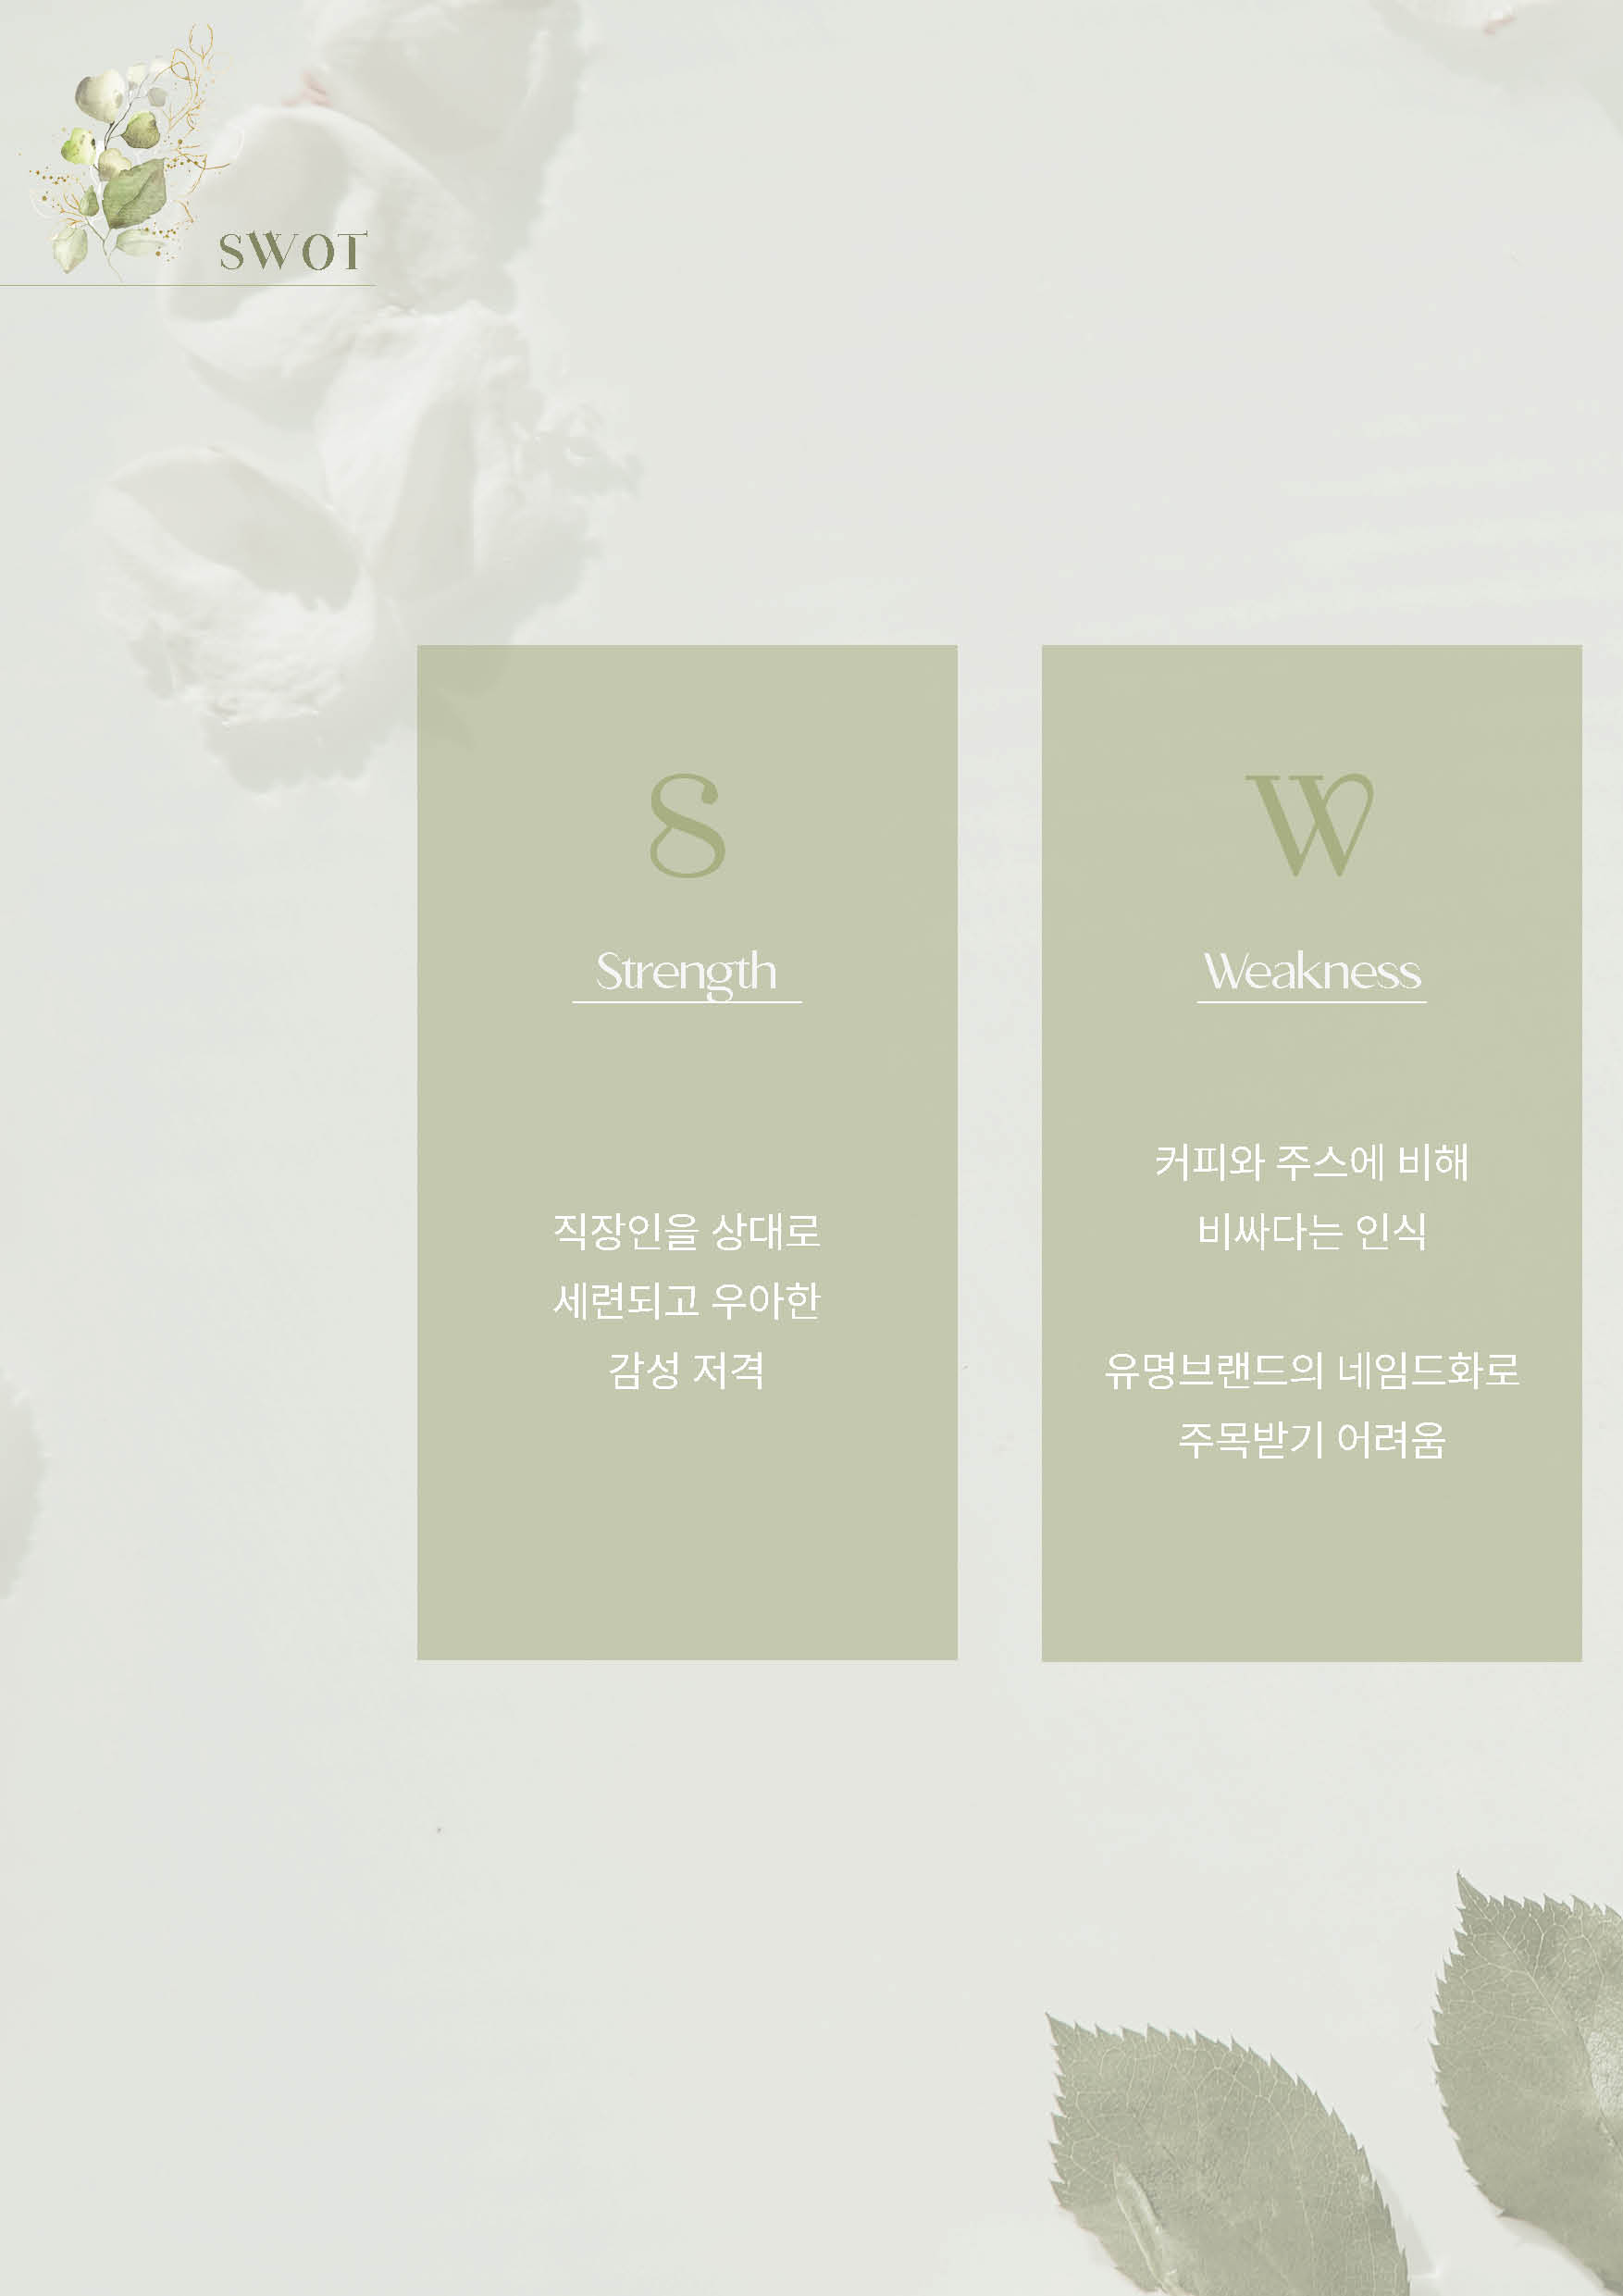 SWOT
S
Strength
직장인을 상대로
세련되고 우아한
감성 저격
W
Weakness
커피와 주스에 비해
비싸다는 인식
유명브랜드의 네임드화로
주목받기 어려움